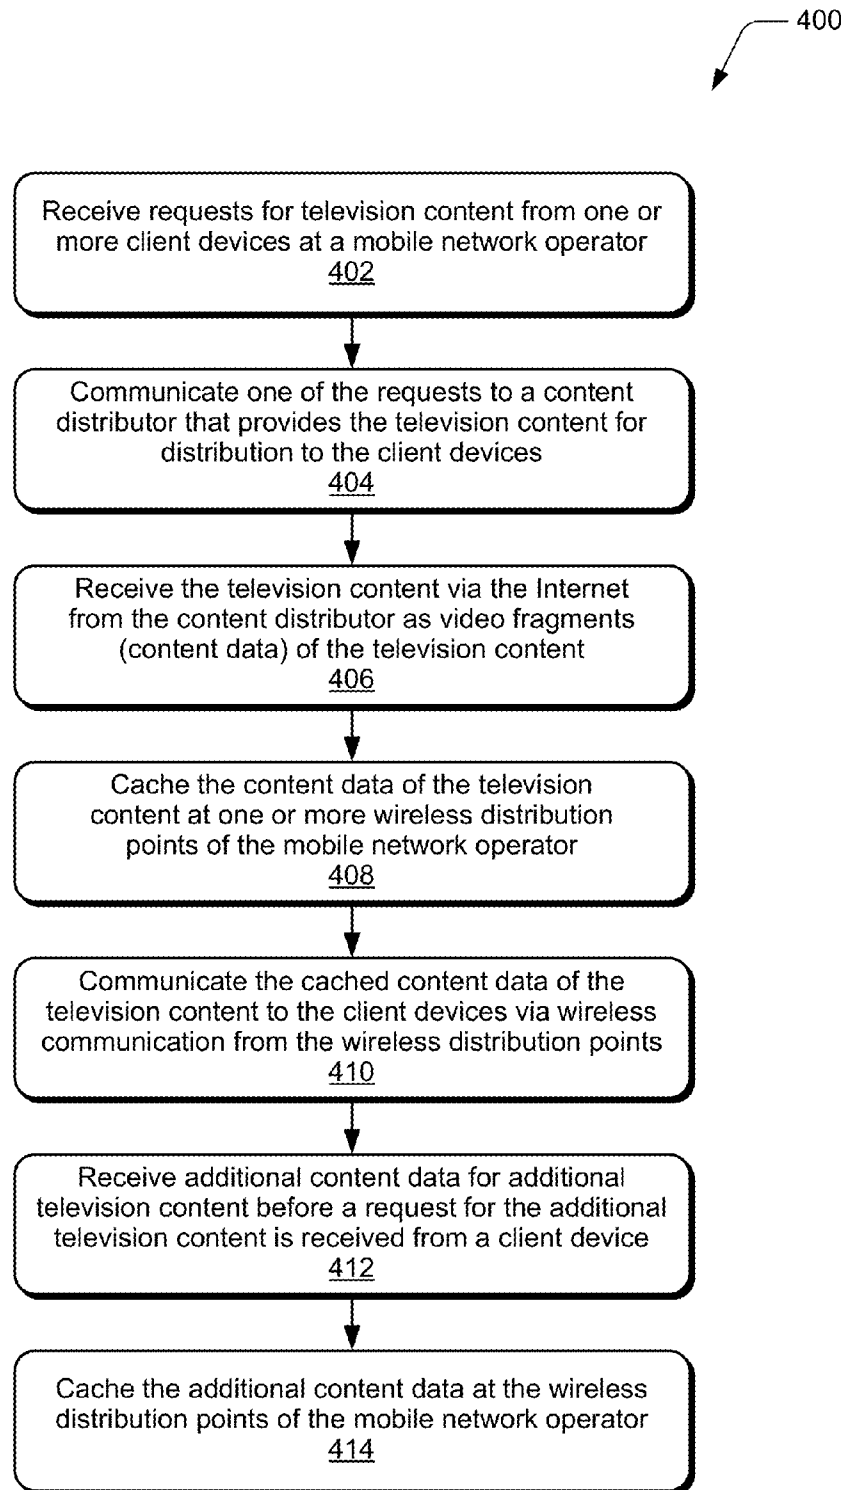 400
Receive requests for television content from one or
more client devices at a mobile network operator
402
Communicate one of the requests to a content
distributor that provides the television content for
distribution to the client devices
404
Receive the television content via the Internet
from the content distributor as video fragments
(content data) of the television content
406
Cache the content data of the television
content at one or more wireless distribution
points of the mobile network operator
408
Communicate the cached content data of the
television content to the client devices via wireless
communication from the wireless distribution points
410
Receive additional content data for additional
television content before a request for the additional
television content is received from a client device
412
Cache the additional content data at the wireless
distribution points of the mobile network operator
414